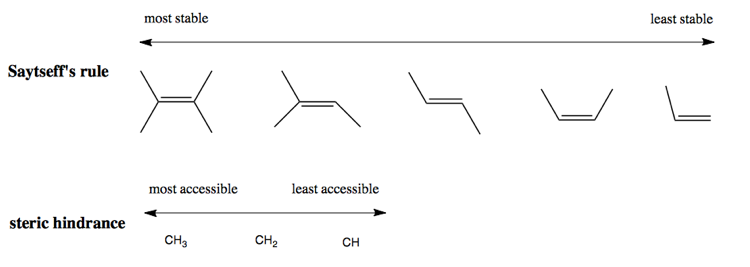 most stable least stable
Saytseff's rule
most accessible least accessible
steric hindrance
CH₃ CH₂ CH